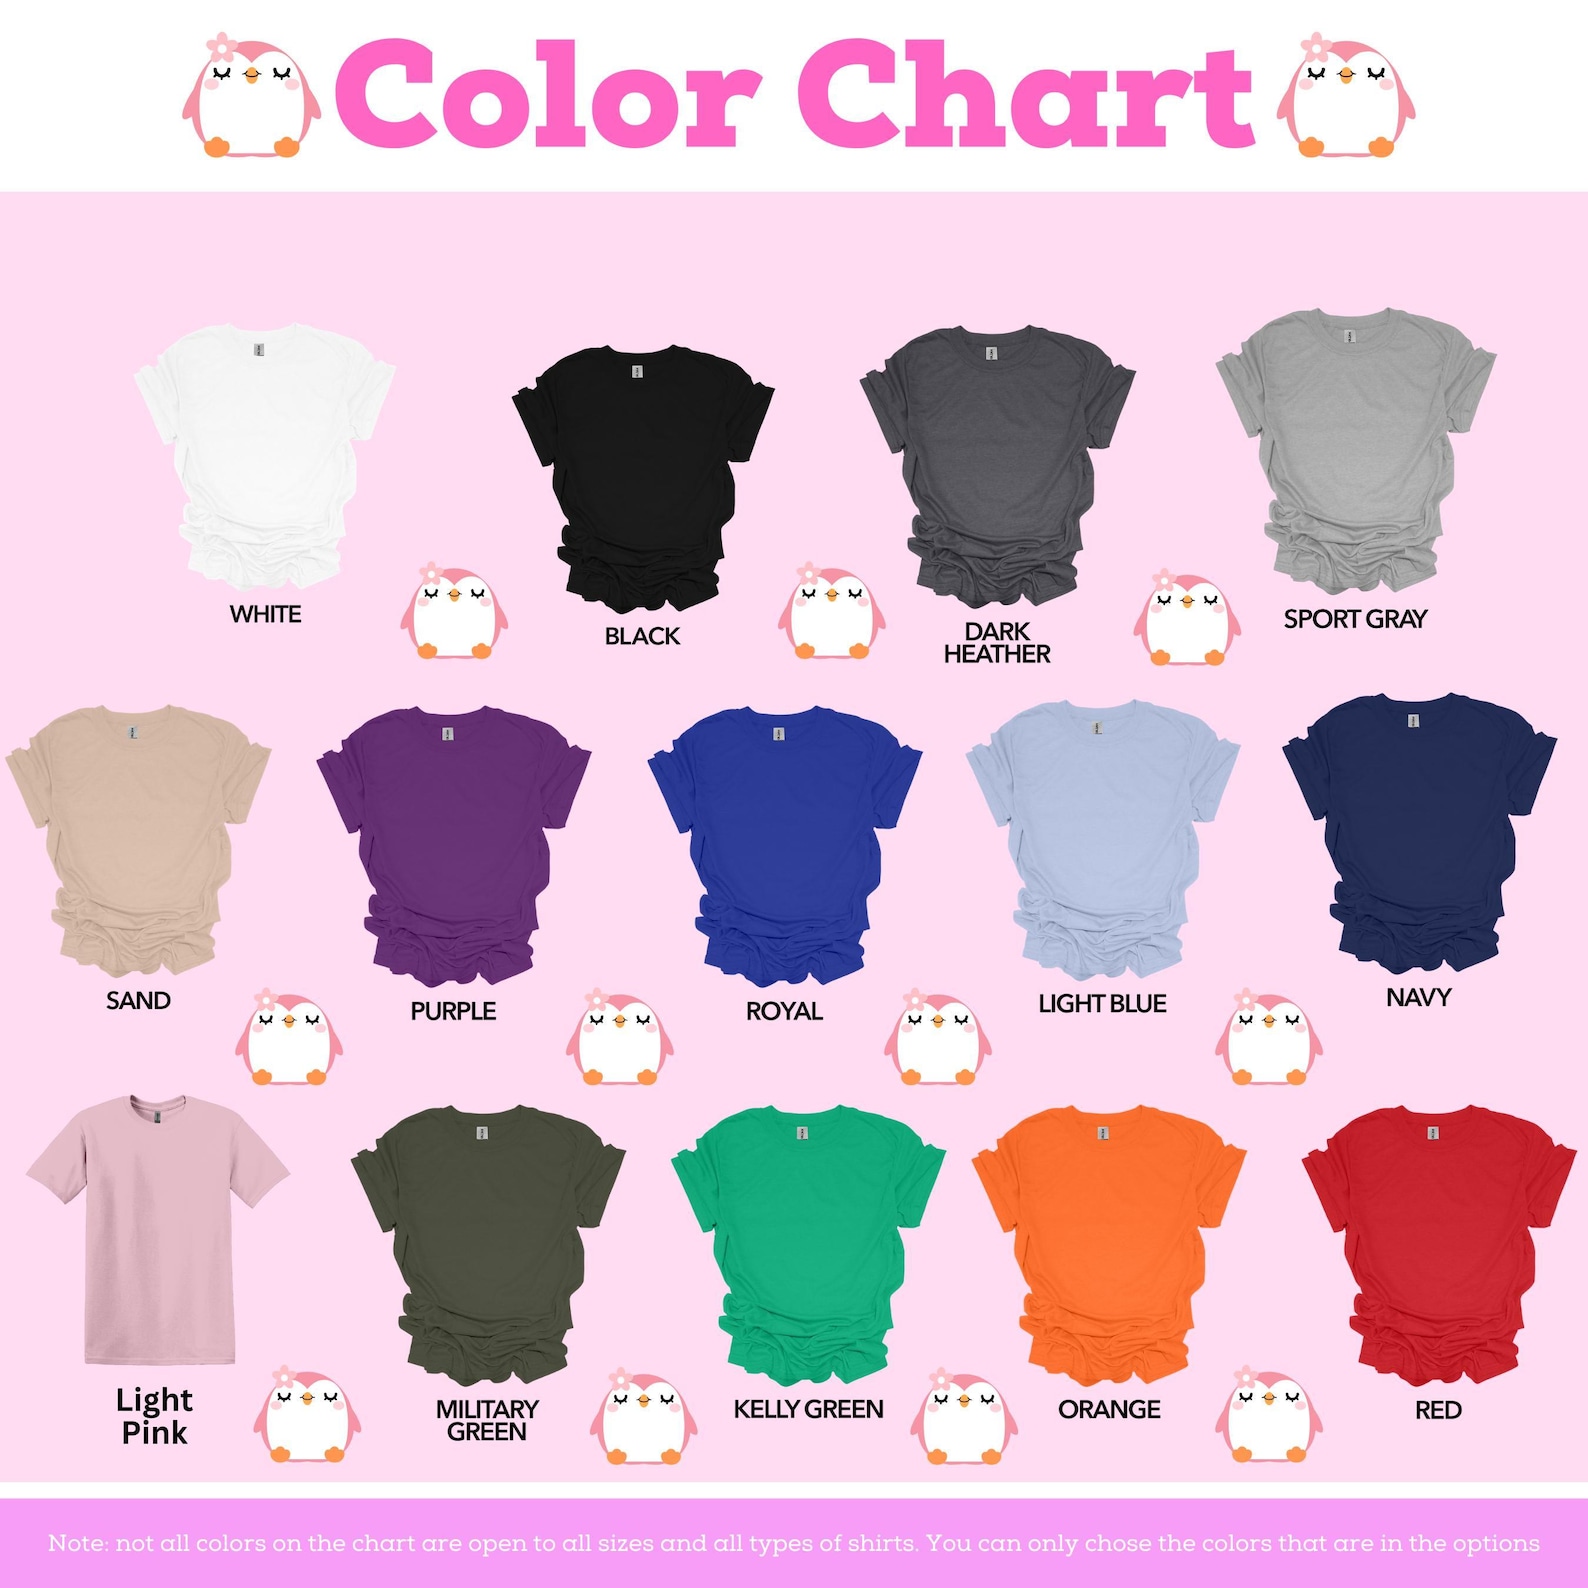 Color Chart
WHITE
BLACK
DARK
HEATHER
SPORT GRAY
SAND
PURPLE
ROYAL
LIGHT BLUE
NAVY
Light
Pink
MILITARY
GREEN
KELLY GREEN
ORANGE
RED
Note: not all colors on the chart are open to all sizes and all types of shirts. You can only chose the colors that are in the options